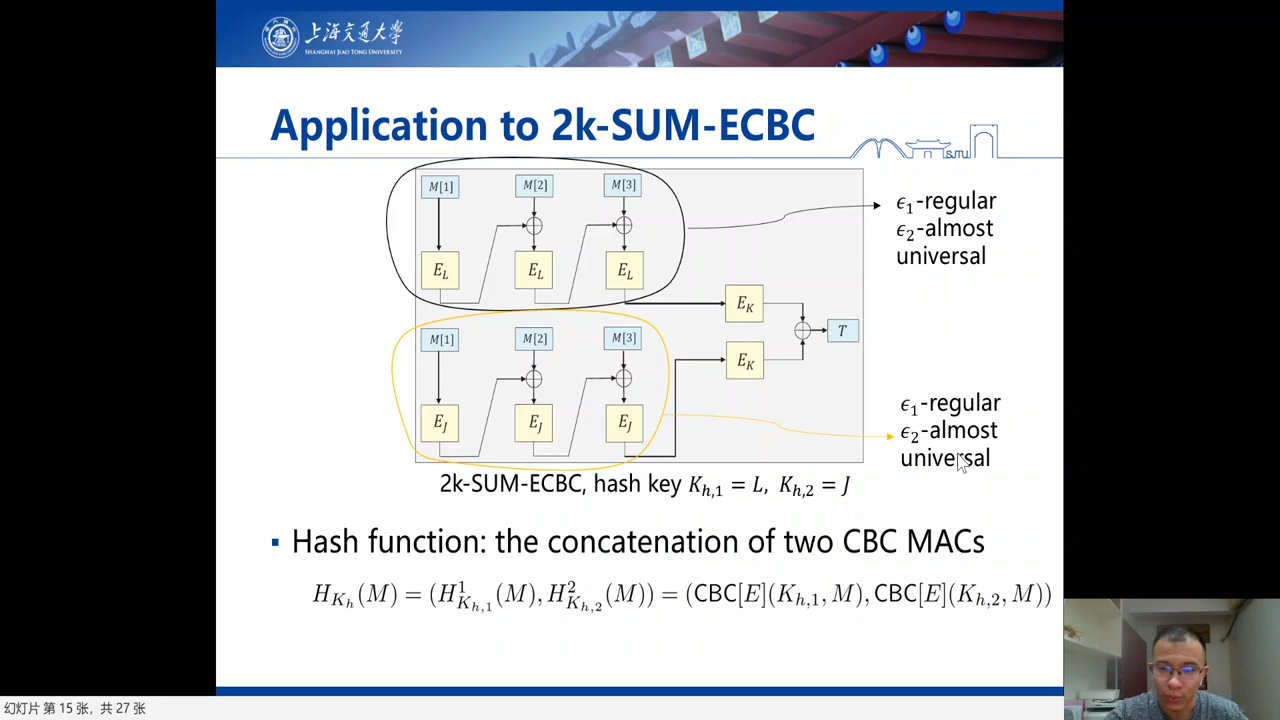 上海交通大学
SHANGHAI JIAO TONG UNIVERSITY
Application to 2k-SUM-ECBC
SJTU
M[1] M[2] M[3]
E_L E_L E_L
ϵ₁-regular
ϵ₂-almost
universal
E_K
T
E_K
M[1] M[2] M[3]
E_J E_J E_J
ϵ₁-regular
ϵ₂-almost
universal
2k-SUM-ECBC, hash key K_{h,1} = L, K_{h,2} = J
▪ Hash function: the concatenation of two CBC MACs
H_{K_h}(M) = (H^1_{K_{h,1}}(M), H^2_{K_{h,2}}(M)) = (CBC[E](K_{h,1}, M), CBC[E](K_{h,2}, M))
幻灯片 第 15 张，共 27 张